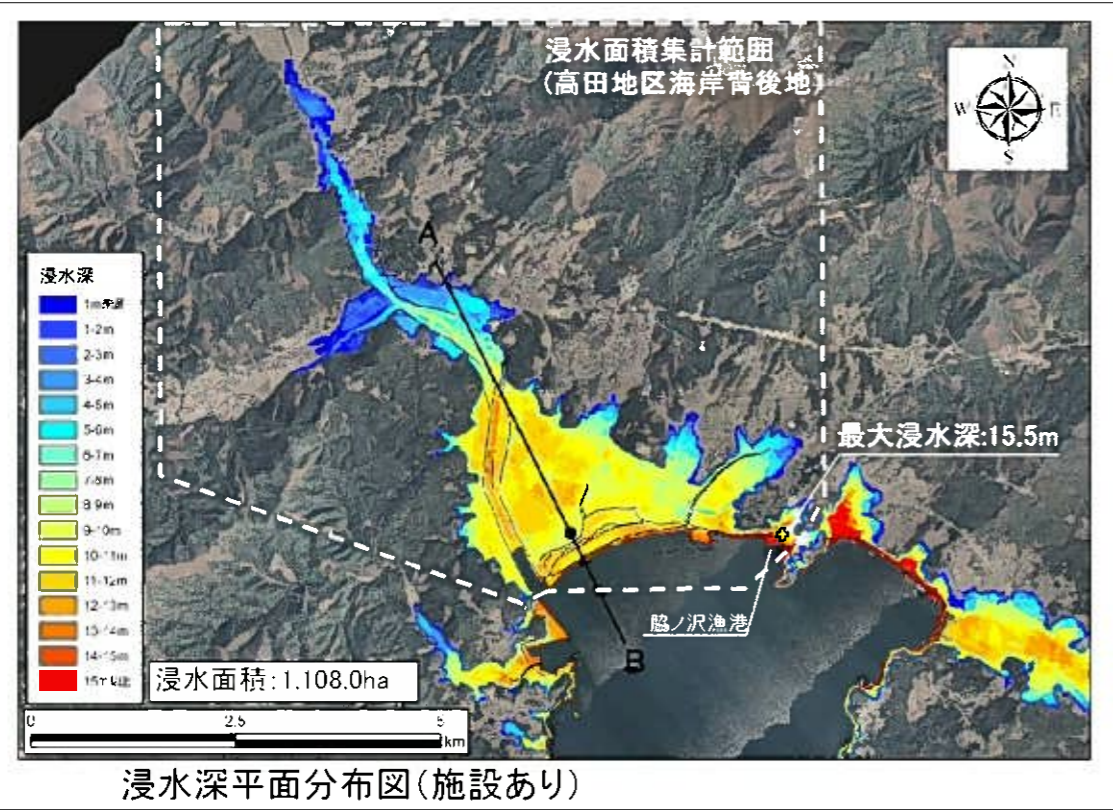 浸水面積集計範囲
(高田地区海岸背後地
N
W E
S
A
浸水深
1m未満
1-2m
2-3m
3-4m
4-5m
5-6m
6-7m
7-8m
8-9m
9-10m
10-11m
11-12m
12-13m
13-14m
14-15m
15m以上
最大浸水深:15.5m
脇ノ沢漁港
B
浸水面積:1,108.0ha
0 2.5 5
km
浸水深平面分布図(施設あり)